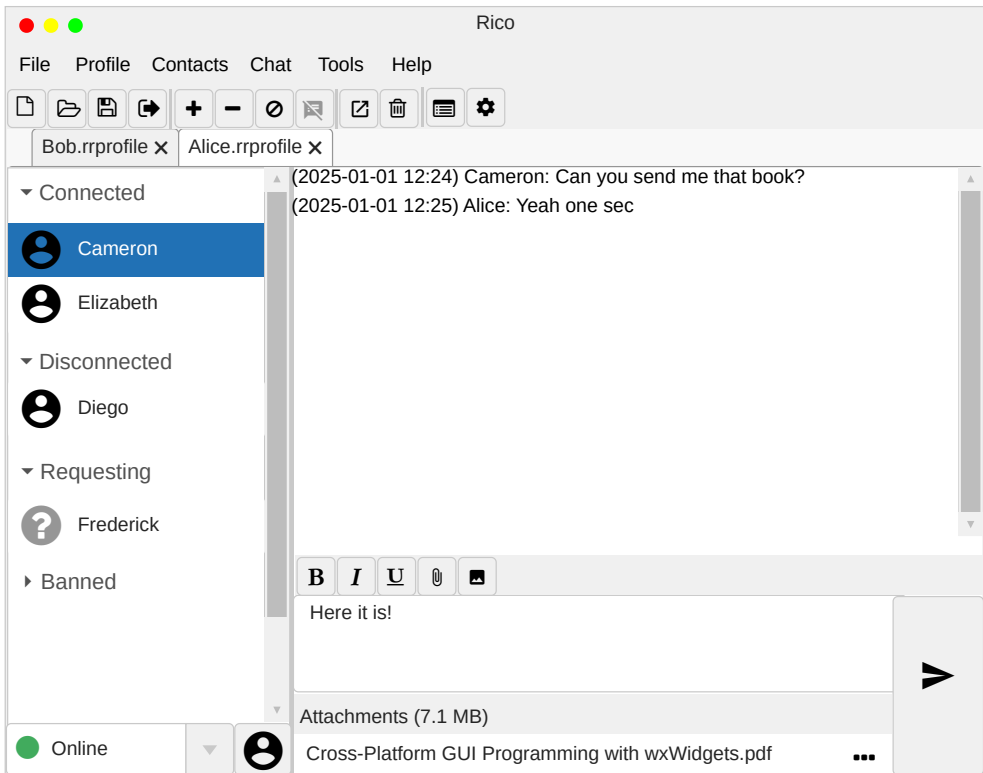 Rico
File Profile Contacts Chat Tools Help
Bob.rrprofile Alice.rrprofile
Connected
Cameron
Elizabeth
Disconnected
Diego
Requesting
Frederick
Banned
Online
(2025-01-01 12:24) Cameron: Can you send me that book?
(2025-01-01 12:25) Alice: Yeah one sec
B I U
Here it is!
Attachments (7.1 MB)
Cross-Platform GUI Programming with wxWidgets.pdf